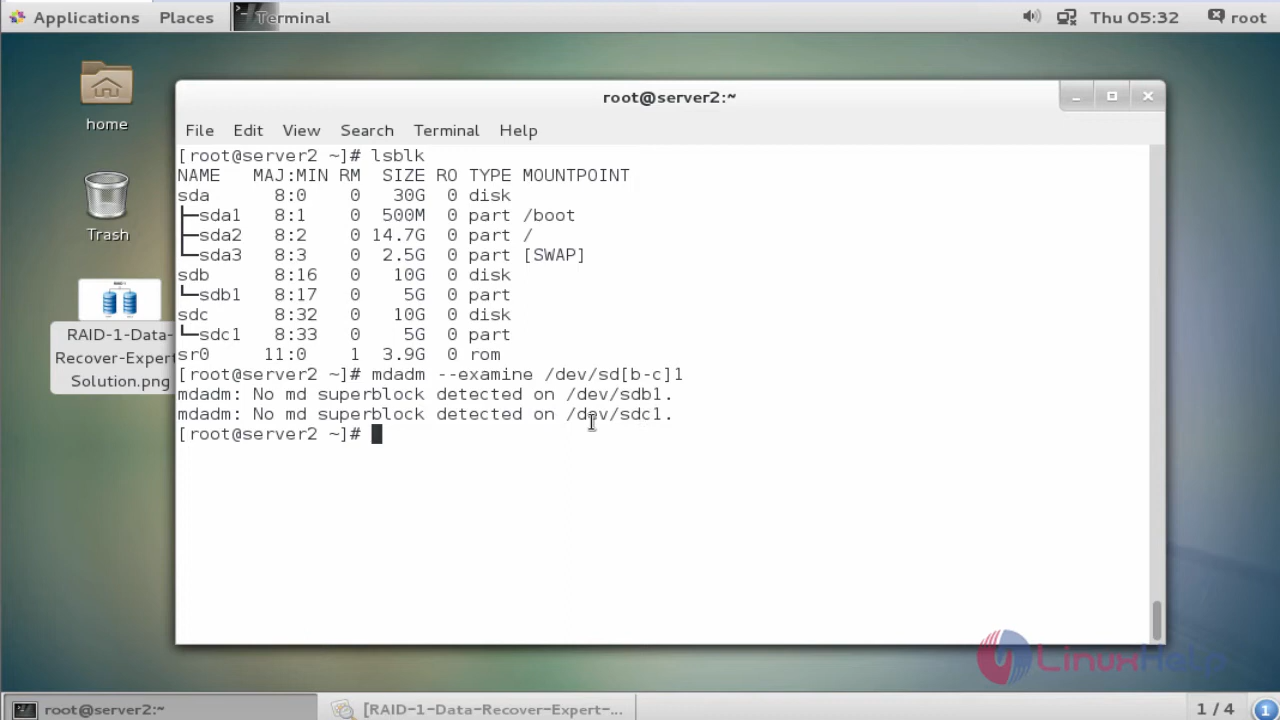 Applications Places Terminal Thu 05:32 root
root@server2:~
File Edit View Search Terminal Help
home
Trash
RAID-1-Data-
Recover-Expert
Solution.png
[root@server2 ~]# lsblk
NAME MAJ:MIN RM SIZE RO TYPE MOUNTPOINT
sda 8:0 0 30G 0 disk
├─sda1 8:1 0 500M 0 part /boot
├─sda2 8:2 0 14.7G 0 part /
└─sda3 8:3 0 2.5G 0 part [SWAP]
sdb 8:16 0 10G 0 disk
└─sdb1 8:17 0 5G 0 part
sdc 8:32 0 10G 0 disk
└─sdc1 8:33 0 5G 0 part
sr0 11:0 1 3.9G 0 rom
[root@server2 ~]# mdadm --examine /dev/sd[b-c]1
mdadm: No md superblock detected on /dev/sdb1.
mdadm: No md superblock detected on /dev/sdc1.
[root@server2 ~]#
LinuxHelp
root@server2:~ [RAID-1-Data-Recover-Expert-... 1 / 4 1